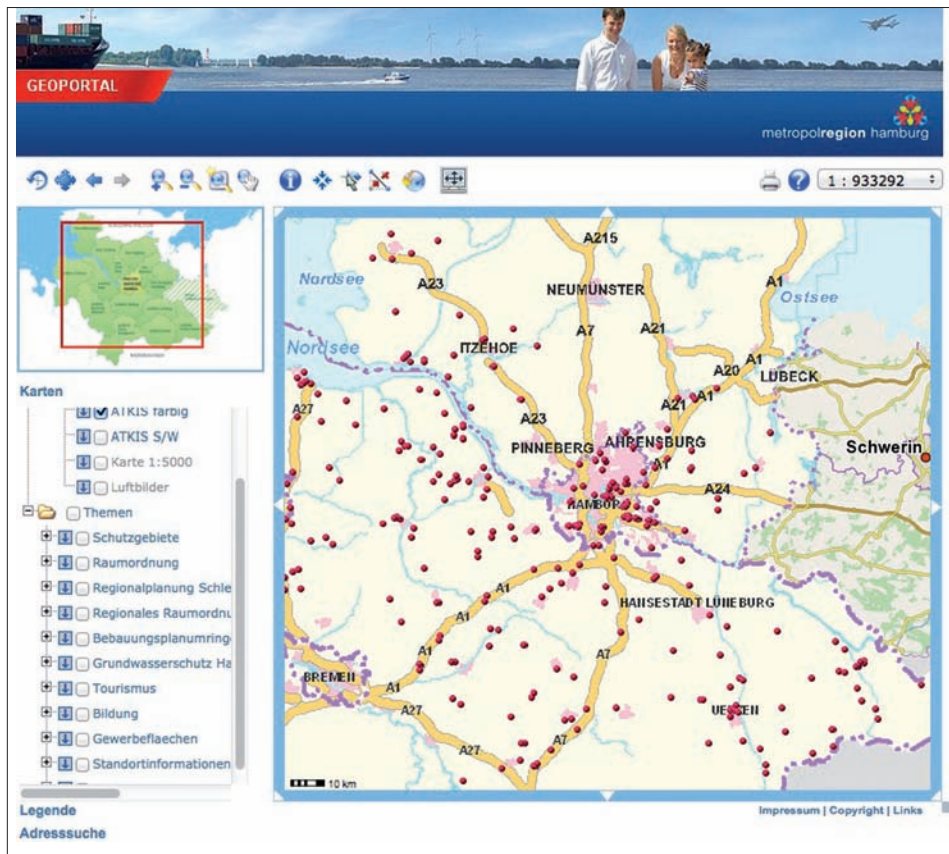 GEOPORTAL
metropolregion hamburg
1 : 933292
Karten
ATKIS farbig
ATKIS S/W
Karte 1:5000
Luftbilder
Themen
Schutzgebiete
Raumordnung
Regionalplanung Schle
Regionales Raumordnu
Bebauungsplanumring
Grundwasserschutz Ha
Tourismus
Bildung
Gewerbeflaechen
Standortinformationen
Legende
Adresssuche
A215
A23
A1
Nordsee
NEUMÜNSTER
Ostsee
A7
A21
Nordsee
ITZEHOE
A1
A20
LÜBECK
A27
A21
A1
A23
PINNEBERG
AHRENSBURG
Schwerin
A1
A24
HAMBOR
A1
HANSESTADT LÜNEBURG
A1
A1
A7
BREMEN
A1
A27
A27
A7
10 km
Impressum | Copyright | Links